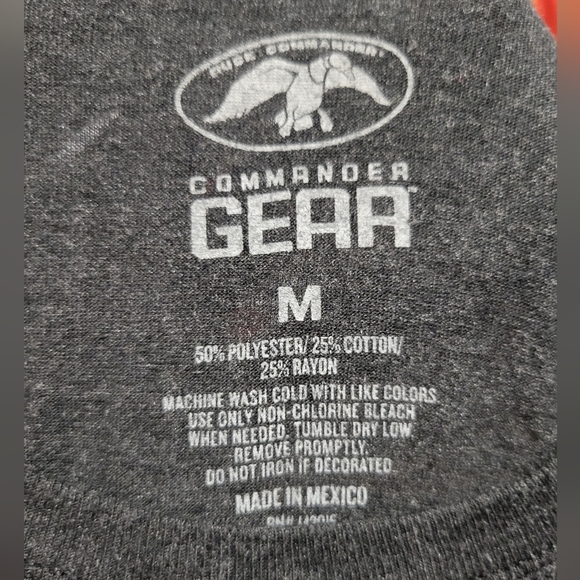 DUCK COMMANDER®
COMMANDER
GEAR™
M
50% POLYESTER/ 25% COTTON/
25% RAYON
MACHINE WASH COLD WITH LIKE COLORS.
USE ONLY NON-CHLORINE BLEACH
WHEN NEEDED. TUMBLE DRY LOW.
REMOVE PROMPTLY.
DO NOT IRON IF DECORATED.
MADE IN MEXICO